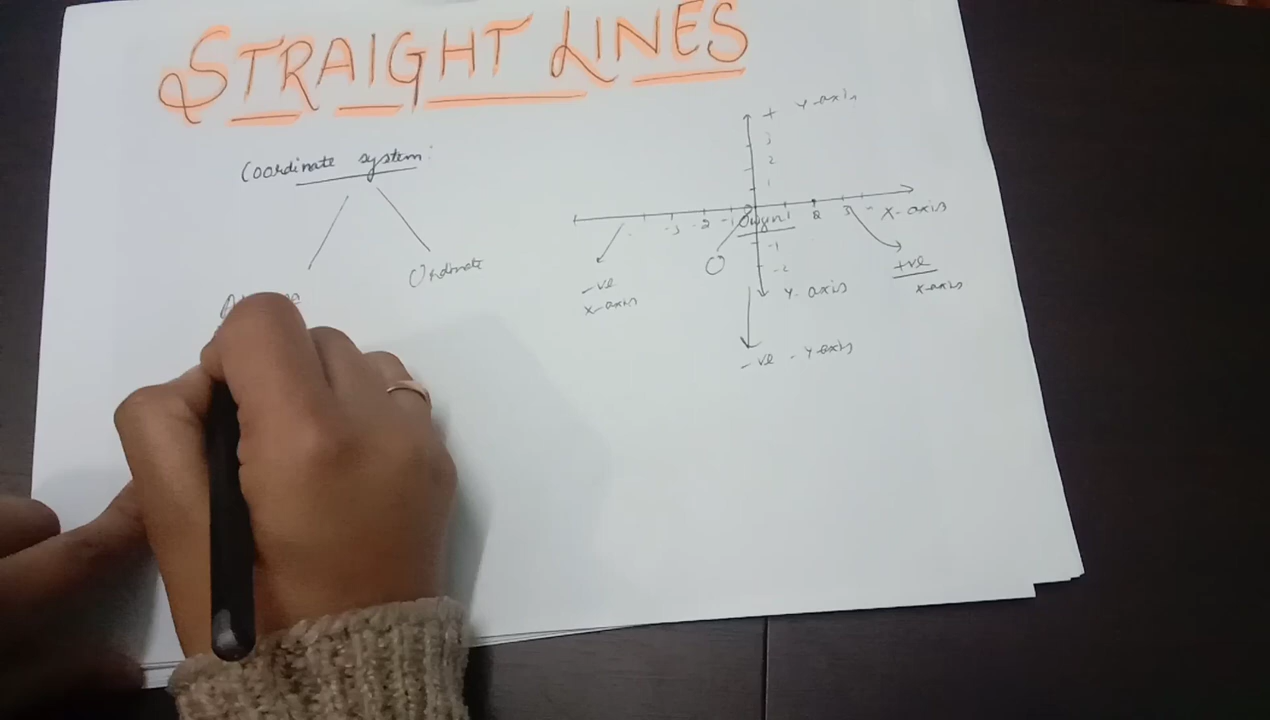 STRAIGHT LINES
Coordinate system:
Ordinate
+ Y-axis
3
2
1
-3 -2 -1 Origin 1 2 3 X-axis
-1
-2
O
-ve
x-axis
+ve
x-axis
Y-axis
-ve - Y-axis